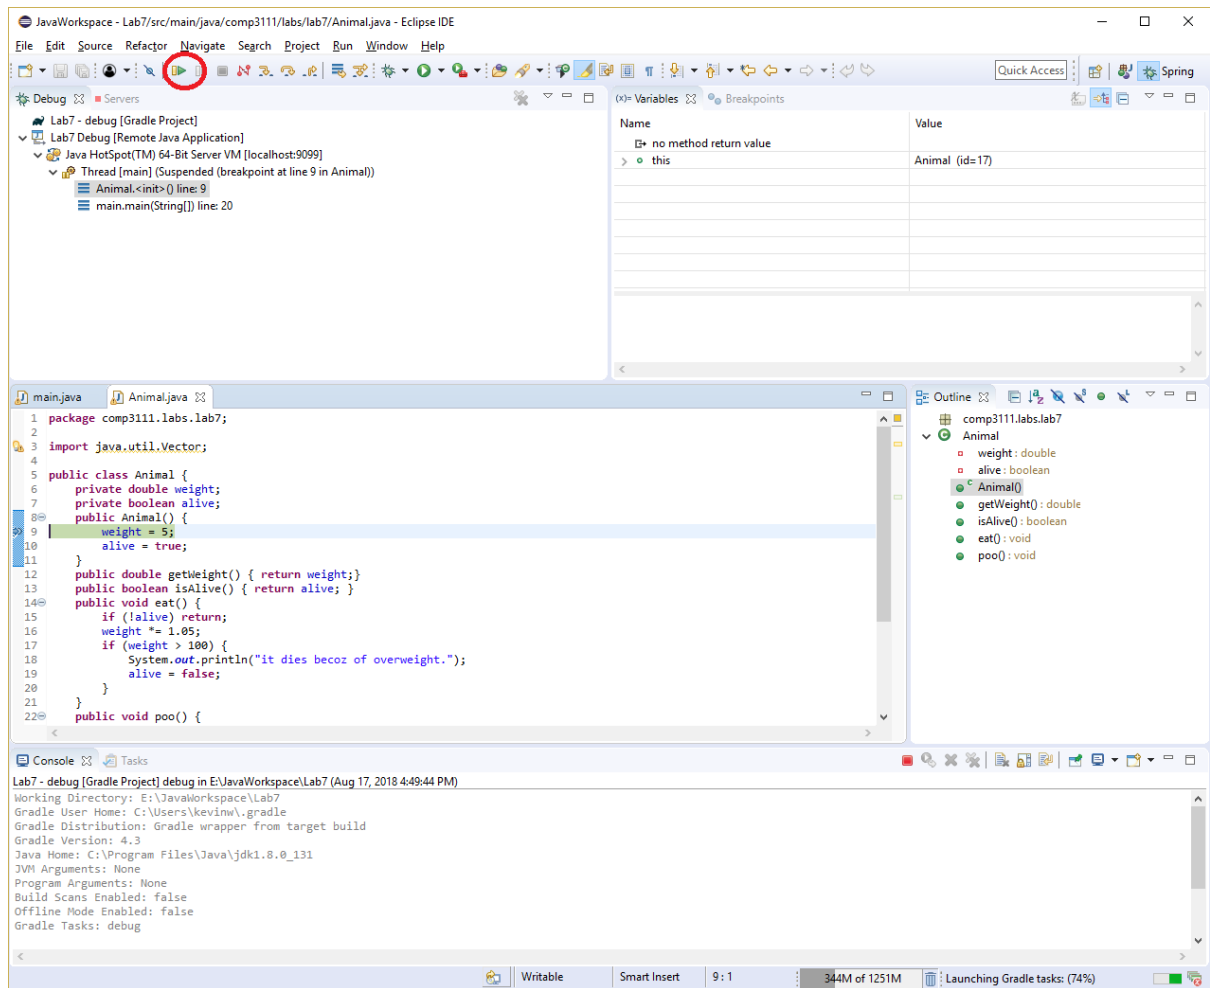 JavaWorkspace - Lab7/src/main/java/comp3111/labs/lab7/Animal.java - Eclipse IDE
File Edit Source Refactor Navigate Search Project Run Window Help
Quick Access
Spring
Debug
Servers
Lab7 - debug [Gradle Project]
Lab7 Debug [Remote Java Application]
Java HotSpot(TM) 64-Bit Server VM [localhost:9099]
Thread [main] (Suspended (breakpoint at line 9 in Animal))
Animal.<init>() line: 9
main.main(String[]) line: 20
(x)= Variables
Breakpoints
Name Value
no method return value
this Animal (id=17)
main.java
Animal.java
1 package comp3111.labs.lab7;
2
3 import java.util.Vector;
4
5 public class Animal {
6 private double weight;
7 private boolean alive;
8 public Animal() {
9 weight = 5;
10 alive = true;
11 }
12 public double getWeight() { return weight;}
13 public boolean isAlive() { return alive; }
14 public void eat() {
15 if (!alive) return;
16 weight *= 1.05;
17 if (weight > 100) {
18 System.out.println("it dies becoz of overweight.");
19 alive = false;
20 }
21 }
22 public void poo() {
Outline
comp3111.labs.lab7
Animal
weight : double
alive : boolean
Animal()
getWeight() : double
isAlive() : boolean
eat() : void
poo() : void
Console
Tasks
Lab7 - debug [Gradle Project] debug in E:\JavaWorkspace\Lab7 (Aug 17, 2018 4:49:44 PM)
Working Directory: E:\JavaWorkspace\Lab7
Gradle User Home: C:\Users\kevinw\.gradle
Gradle Distribution: Gradle wrapper from target build
Gradle Version: 4.3
Java Home: C:\Program Files\Java\jdk1.8.0_131
JVM Arguments: None
Program Arguments: None
Build Scans Enabled: false
Offline Mode Enabled: false
Gradle Tasks: debug
Writable
Smart Insert
9 : 1
344M of 1251M
Launching Gradle tasks: (74%)